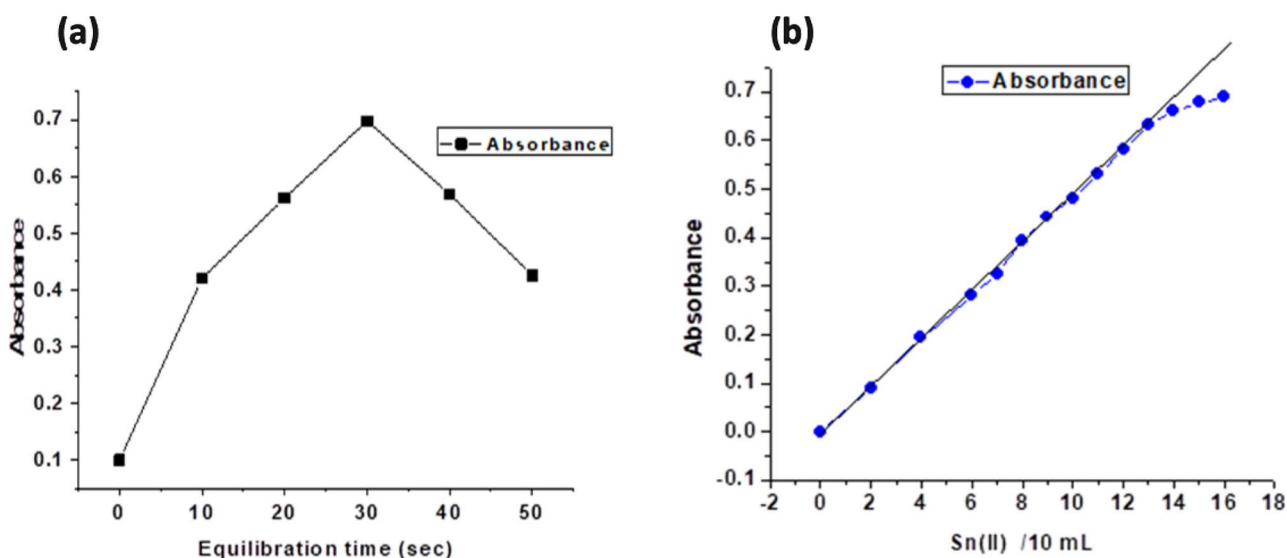 (a)
Absorbance
0.7
0.6
0.5
0.4
0.3
0.2
0.1
Absorbance
0 10 20 30 40 50
Equilibration time (sec)
(b)
Absorbance
0.7
0.6
0.5
0.4
0.3
0.2
0.1
0.0
-0.1
Absorbance
-2 0 2 4 6 8 10 12 14 16 18
Sn(II) /10 mL